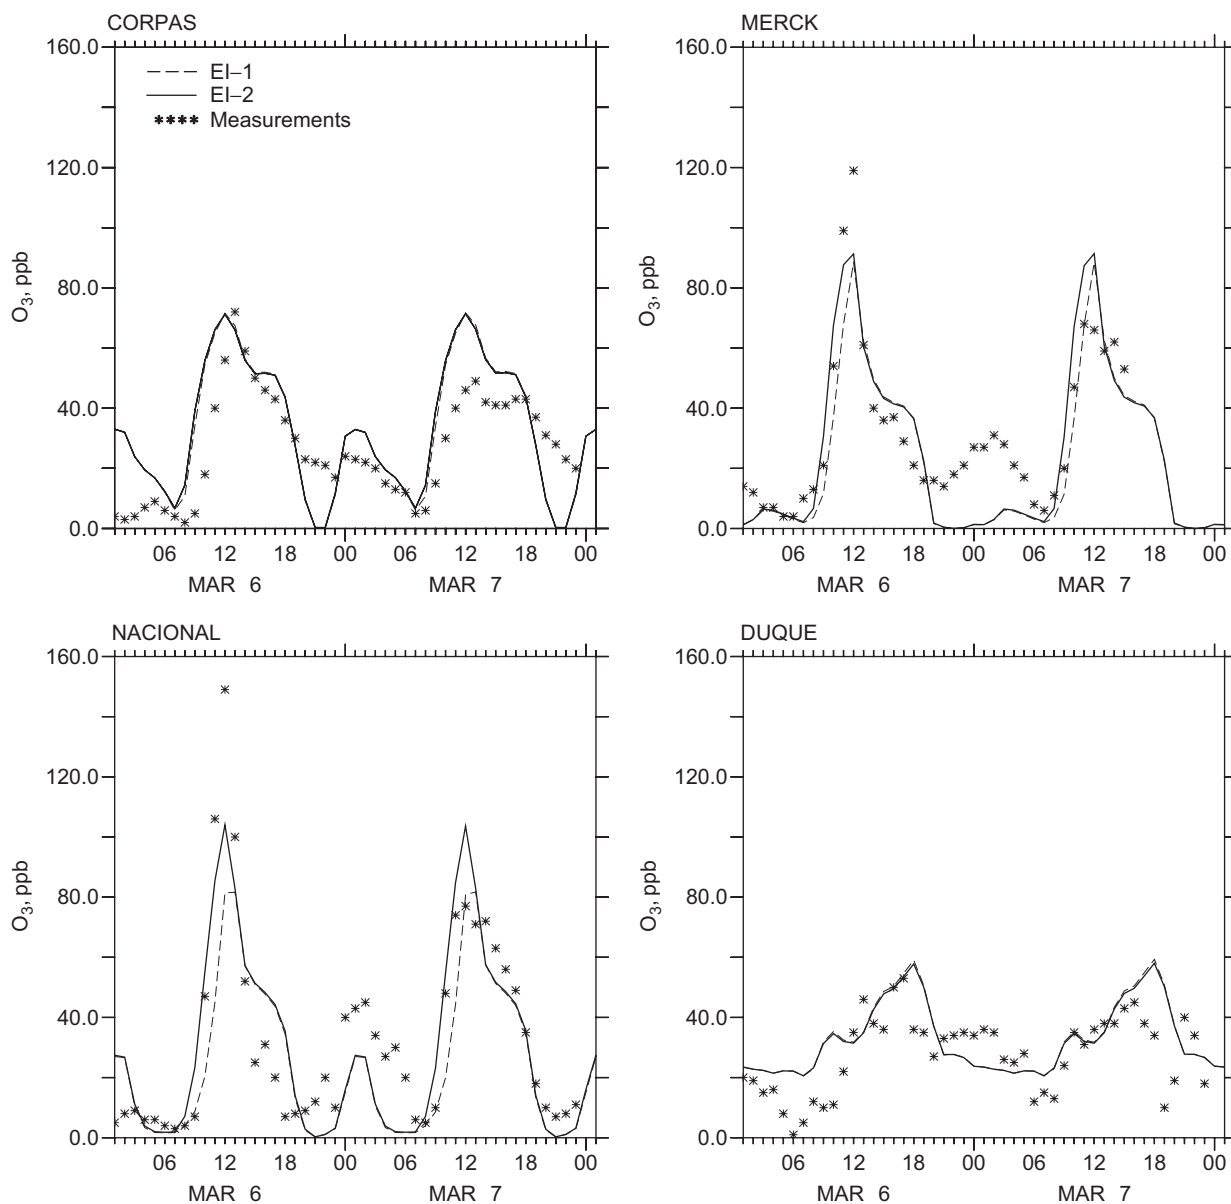 CORPAS
160.0
120.0
80.0
40.0
0.0
O3, ppb
EI–1
EI–2
**** Measurements
06 12 18 00 06 12 18 00
MAR 6 MAR 7
MERCK
160.0
120.0
80.0
40.0
0.0
O3, ppb
06 12 18 00 06 12 18 00
MAR 6 MAR 7
NACIONAL
160.0
120.0
80.0
40.0
0.0
O3, ppb
06 12 18 00 06 12 18 00
MAR 6 MAR 7
DUQUE
160.0
120.0
80.0
40.0
0.0
O3, ppb
06 12 18 00 06 12 18 00
MAR 6 MAR 7